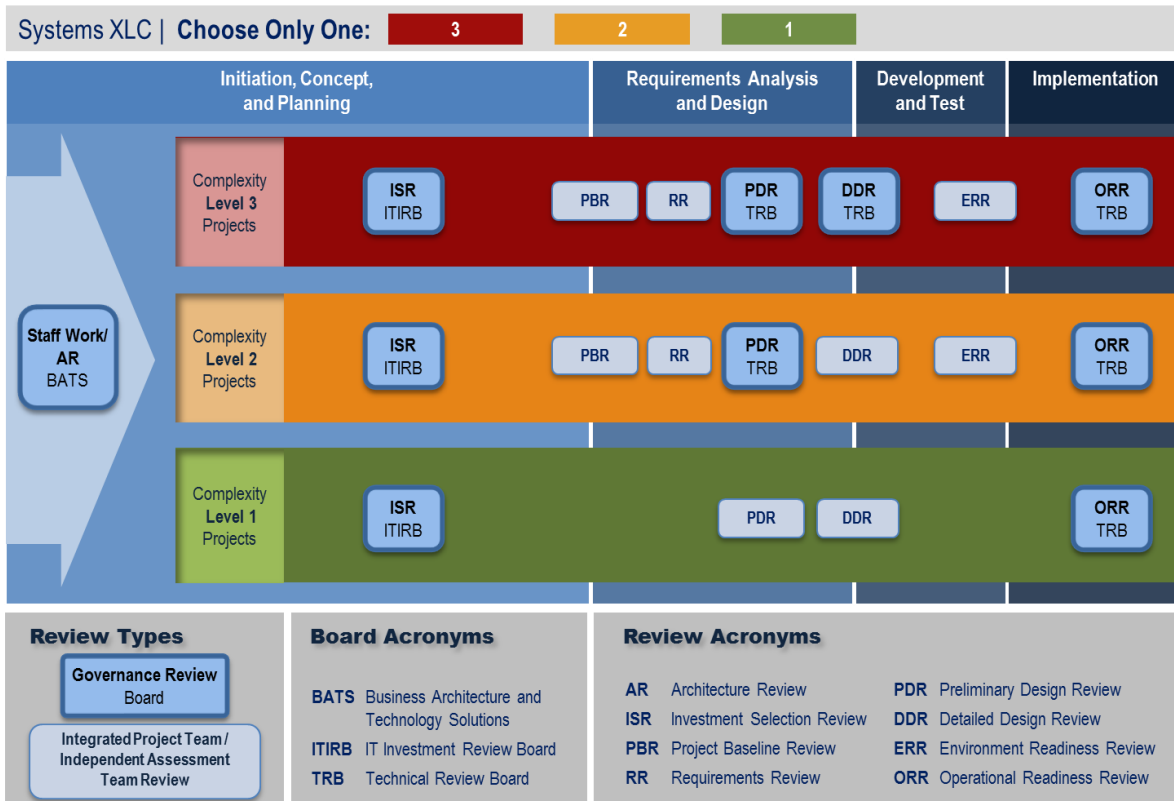 Systems XLC | Choose Only One:
3
2
1
Initiation, Concept,
and Planning
Requirements Analysis
and Design
Development
and Test
Implementation
Staff Work/
AR
BATS
Complexity
Level 3
Projects
ISR
ITIRB
PBR
RR
PDR
TRB
DDR
TRB
ERR
ORR
TRB
Complexity
Level 2
Projects
ISR
ITIRB
PBR
RR
PDR
TRB
DDR
ERR
ORR
TRB
Complexity
Level 1
Projects
ISR
ITIRB
PDR
DDR
ORR
TRB
Review Types
Governance Review
Board
Integrated Project Team /
Independent Assessment
Team Review
Board Acronyms
BATS Business Architecture and
Technology Solutions
ITIRB IT Investment Review Board
TRB Technical Review Board
Review Acronyms
AR Architecture Review
ISR Investment Selection Review
PBR Project Baseline Review
RR Requirements Review
PDR Preliminary Design Review
DDR Detailed Design Review
ERR Environment Readiness Review
ORR Operational Readiness Review